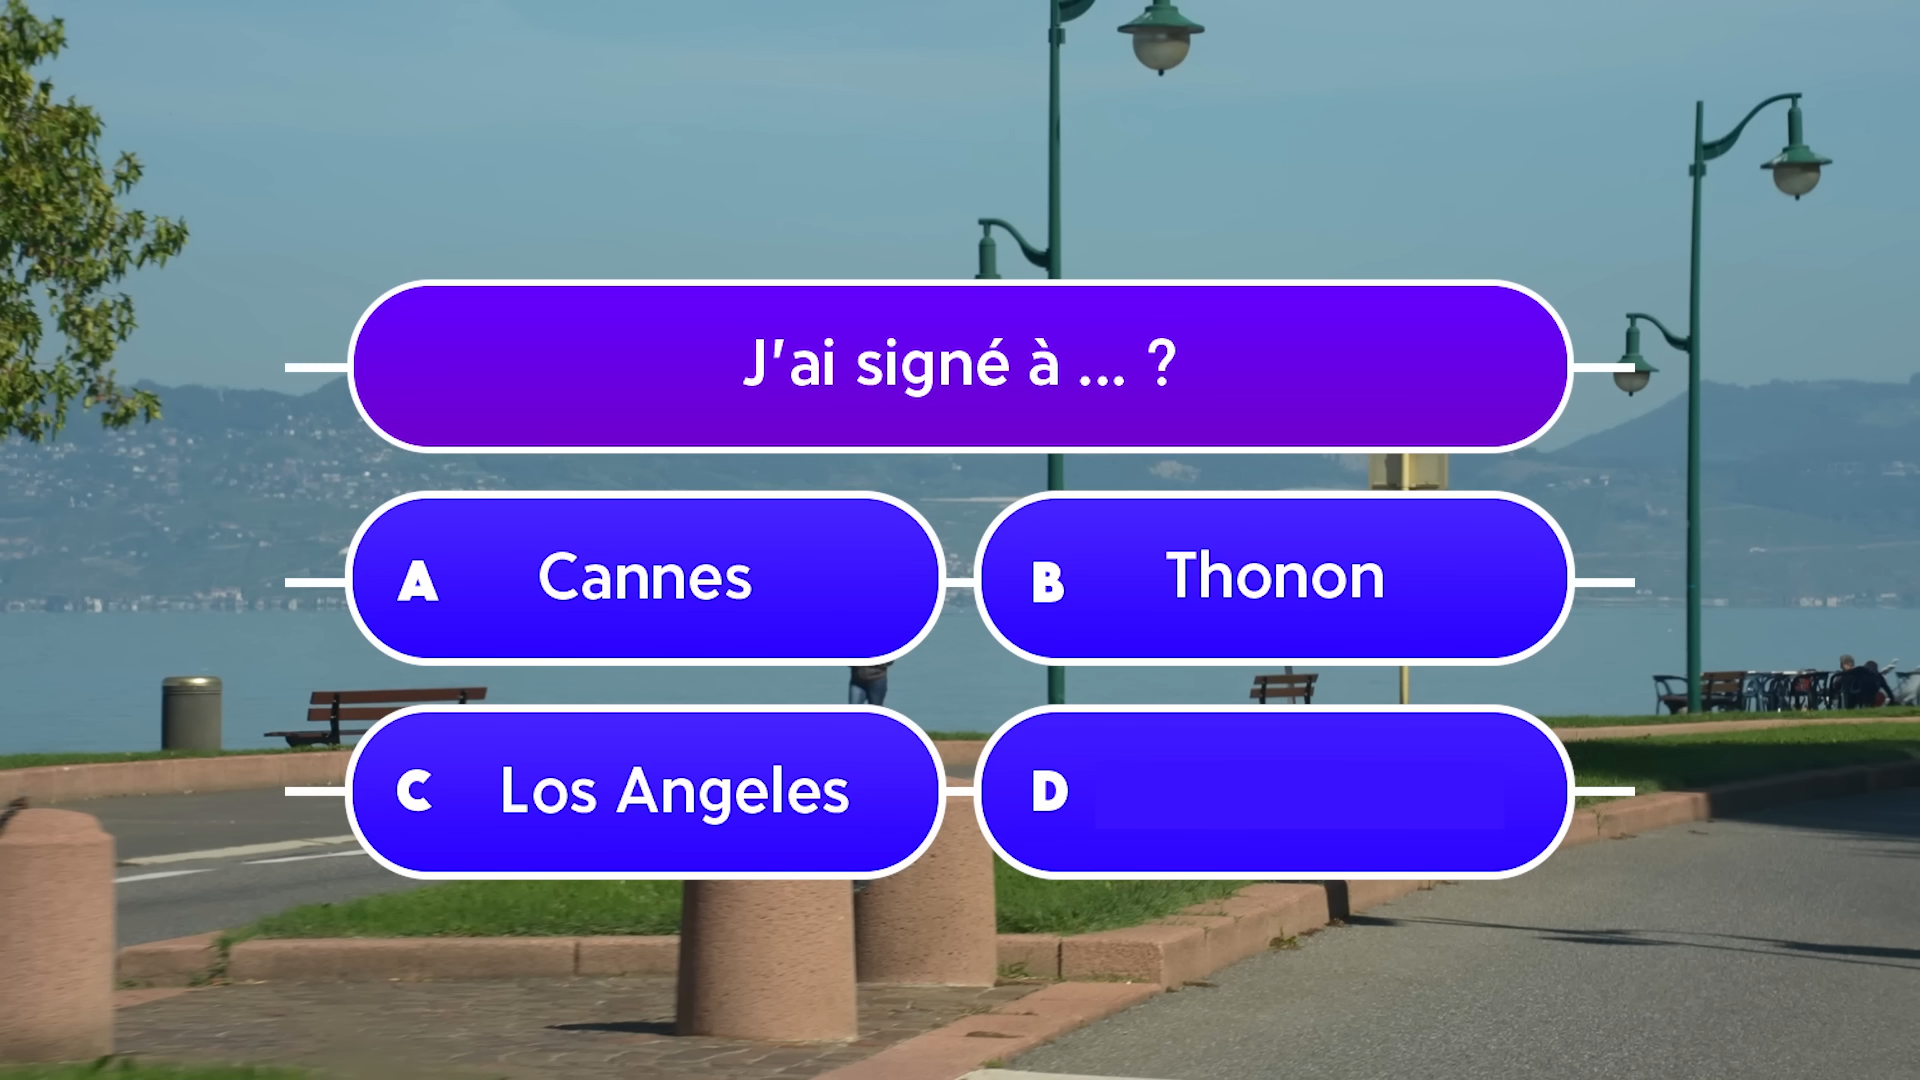 J'ai signé à ... ?
A Cannes
B Thonon
C Los Angeles
D